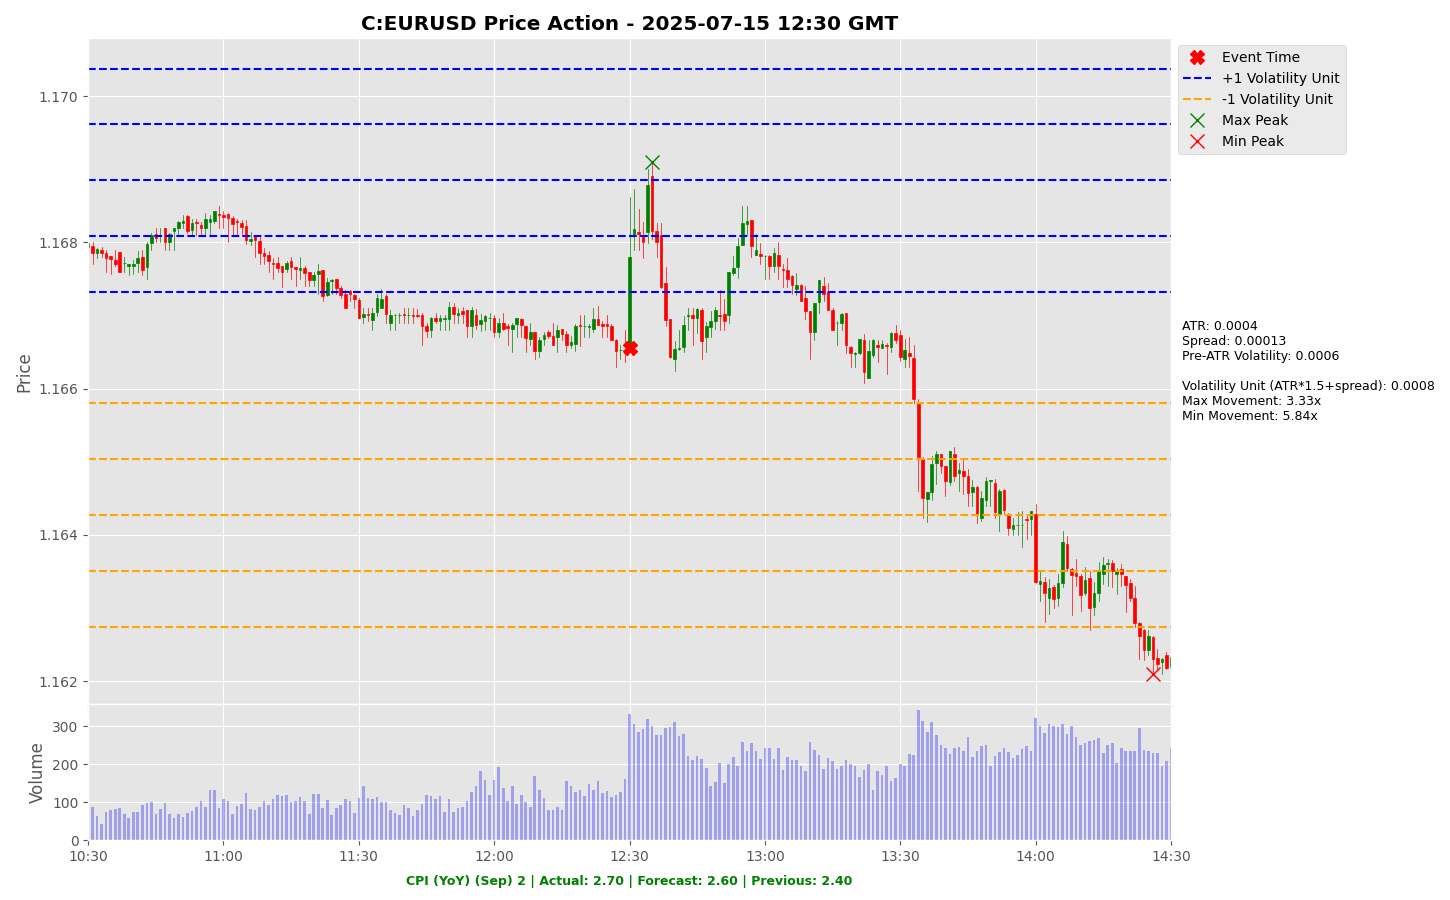 C:EURUSD Price Action - 2025-07-15 12:30 GMT
Event Time
+1 Volatility Unit
-1 Volatility Unit
Max Peak
Min Peak
1.170
1.168
1.166
1.164
1.162
Price
ATR: 0.0004
Spread: 0.00013
Pre-ATR Volatility: 0.0006
Volatility Unit (ATR*1.5+spread): 0.0008
Max Movement: 3.33x
Min Movement: 5.84x
300
200
100
0
Volume
10:30 11:00 11:30 12:00 12:30 13:00 13:30 14:00 14:30
CPI (YoY) (Sep) 2 | Actual: 2.70 | Forecast: 2.60 | Previous: 2.40